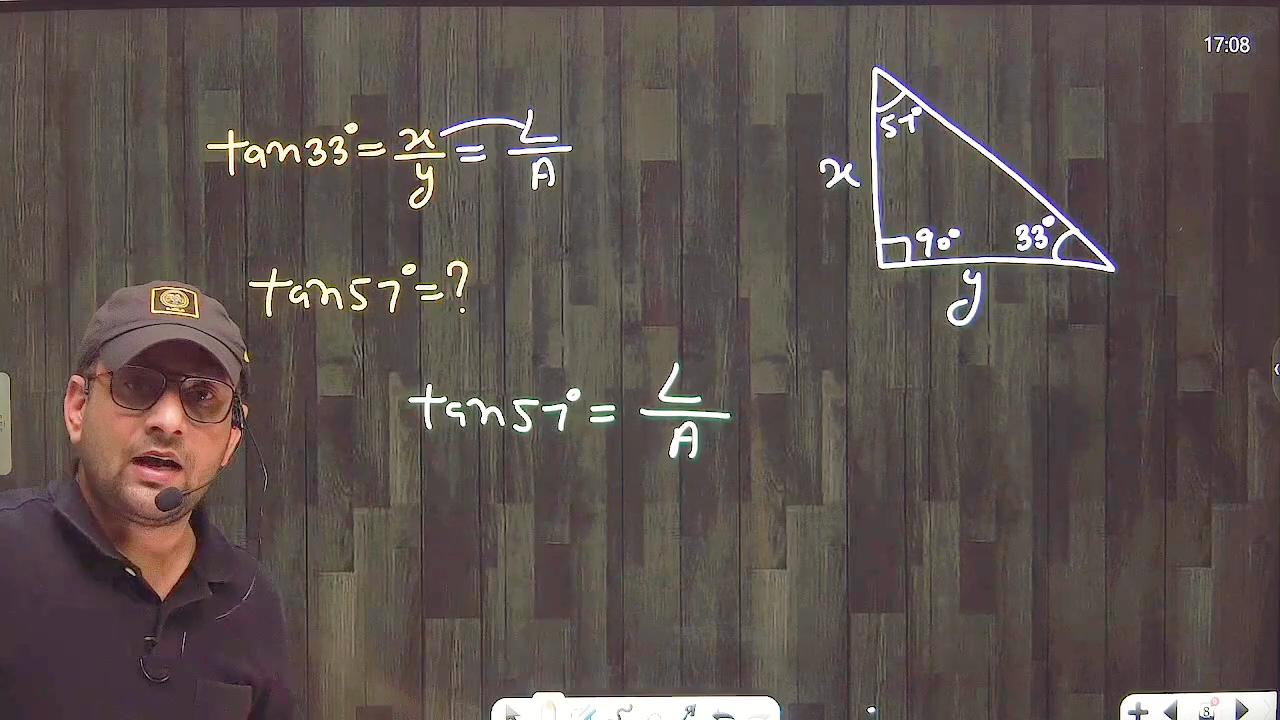 17:08
tan33°=x/y=L/A
57°
x
90° 33°
y
tan57°=?
tan57°=L/A